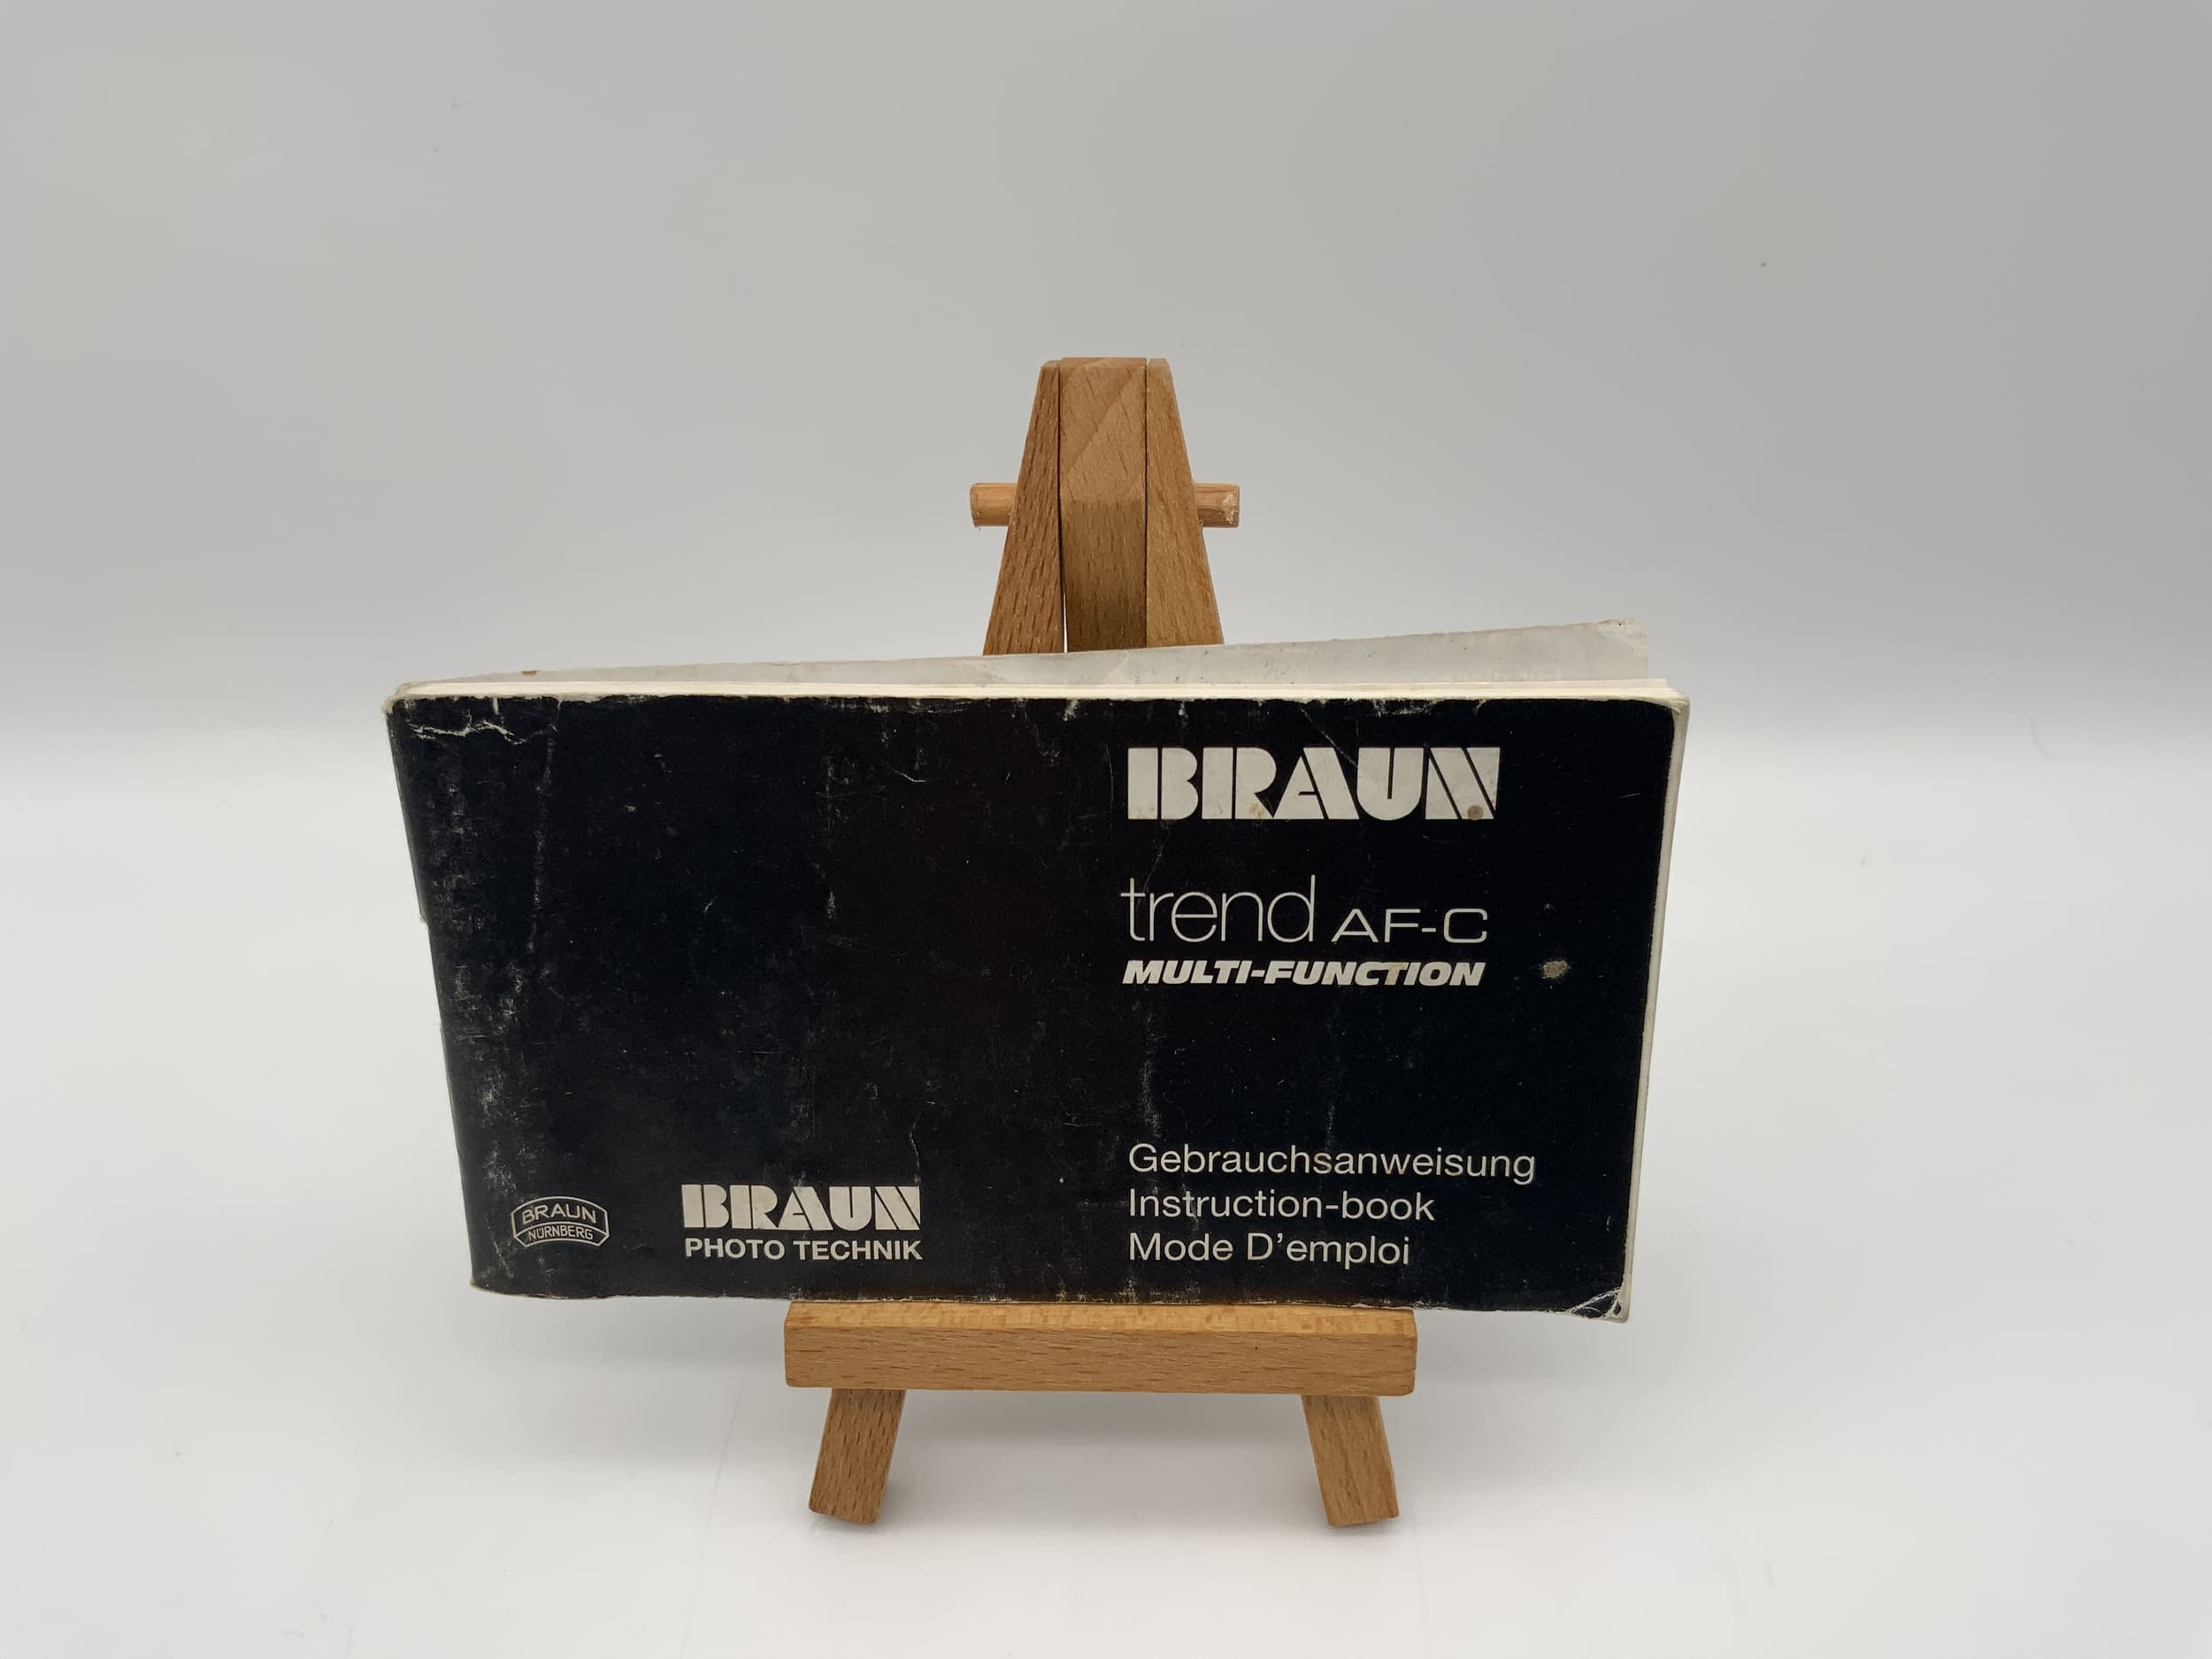 BRAUN
trend AF-C
MULTI-FUNCTION
Gebrauchsanweisung
Instruction-book
Mode D'emploi
BRAUN
NÜRNBERG
BRAUN
PHOTO TECHNIK